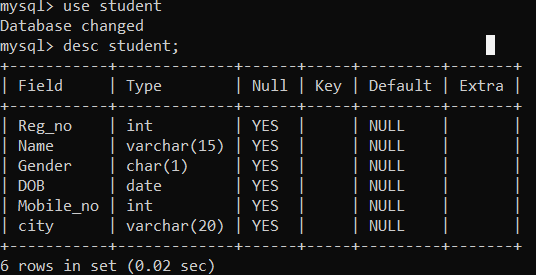 mysql> use student
Database changed
mysql> desc student;
+-----------+-------------+------+-----+---------+-------+
| Field     | Type        | Null | Key | Default | Extra |
+-----------+-------------+------+-----+---------+-------+
| Reg_no    | int         | YES  |     | NULL    |       |
| Name      | varchar(15) | YES  |     | NULL    |       |
| Gender    | char(1)     | YES  |     | NULL    |       |
| DOB       | date        | YES  |     | NULL    |       |
| Mobile_no | int         | YES  |     | NULL    |       |
| city      | varchar(20) | YES  |     | NULL    |       |
+-----------+-------------+------+-----+---------+-------+
6 rows in set (0.02 sec)